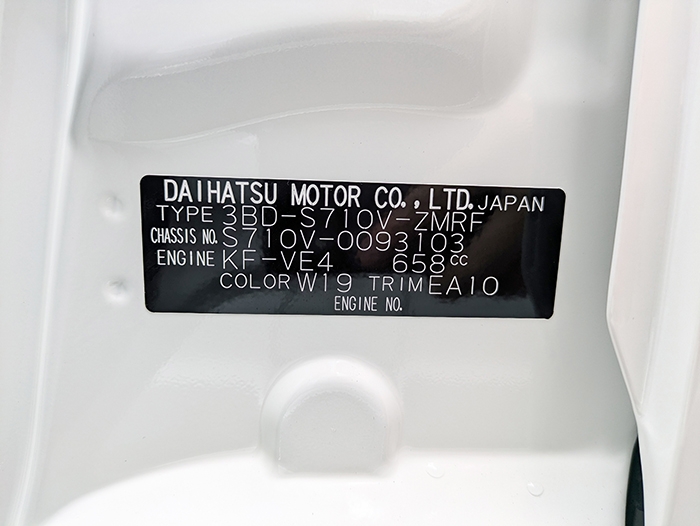 DAIHATSU MOTOR CO., LTD. JAPAN
TYPE 3BD-S710V-ZMRF
CHASSIS NO. S710V-0093103
ENGINE KF-VE4 658cc
COLOR W19 TRIM EA10
ENGINE NO.